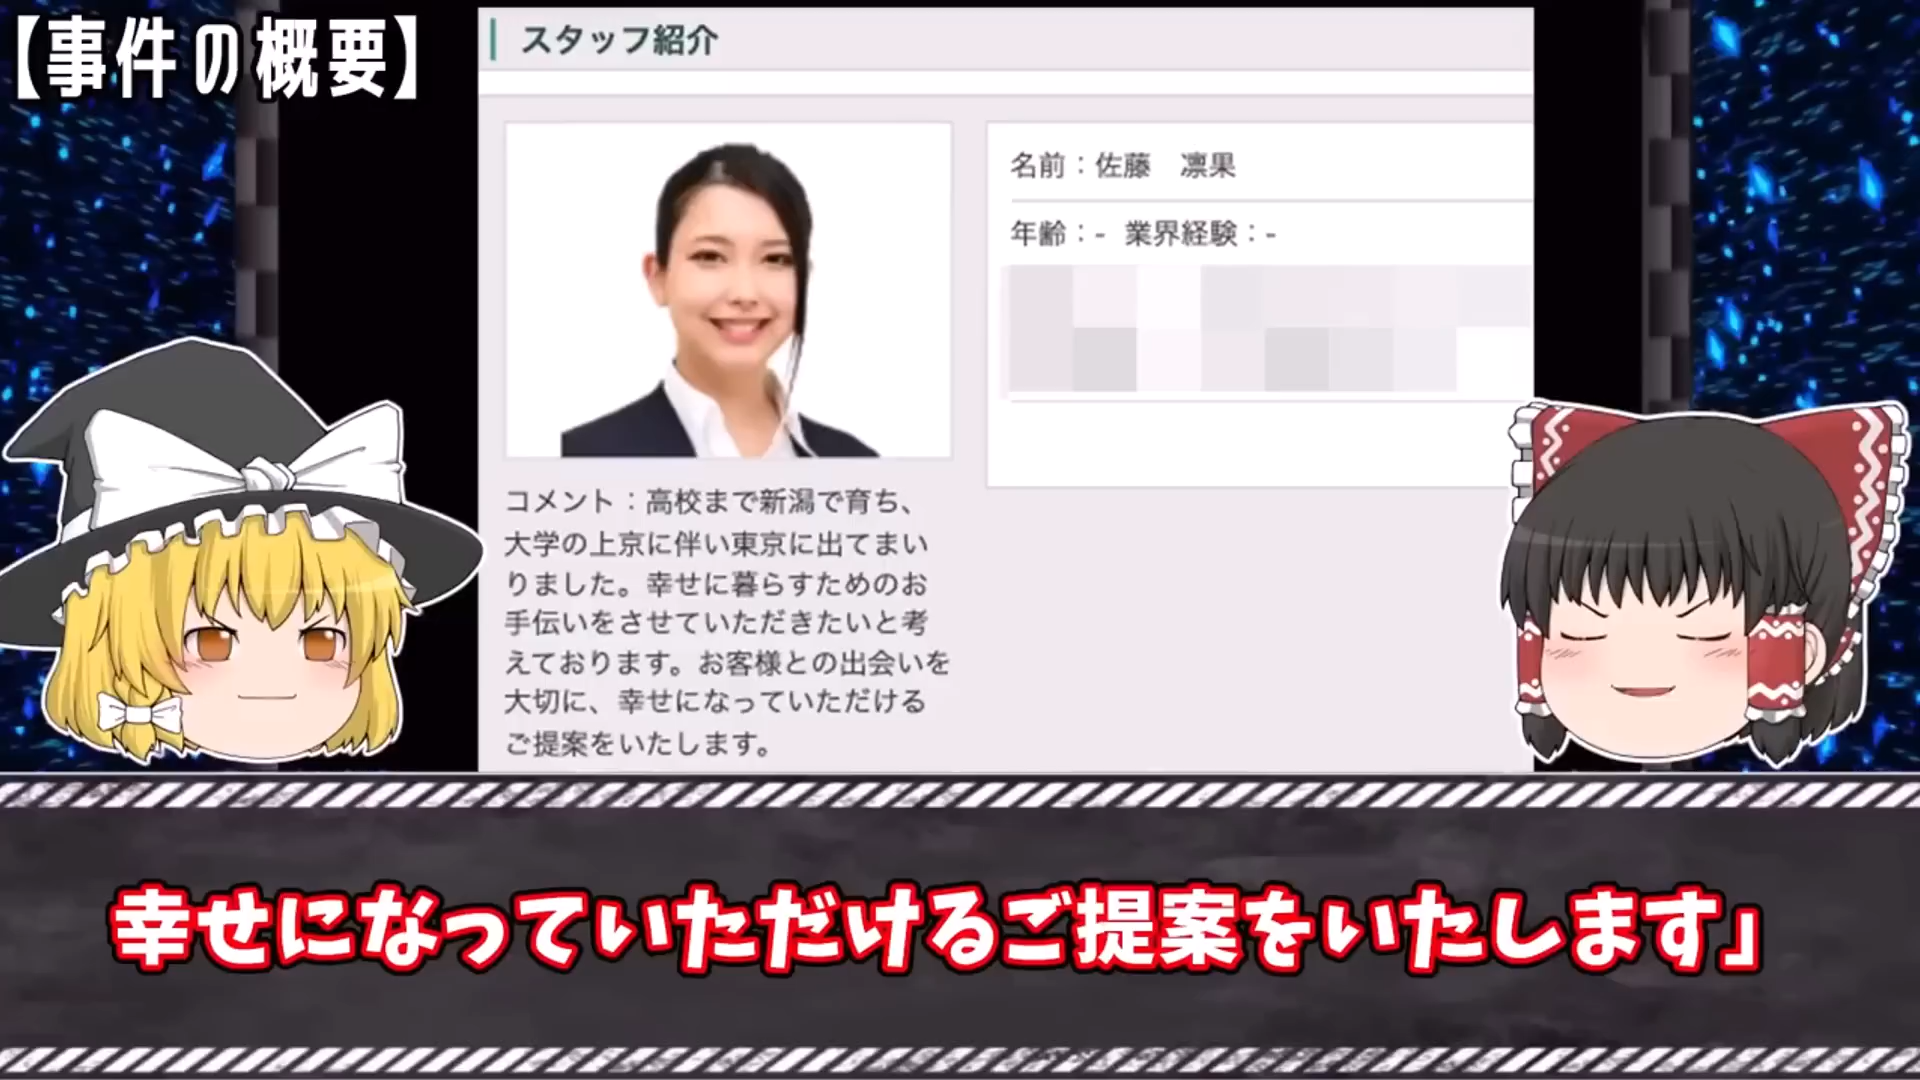 【事件の概要】
スタッフ紹介
名前：佐藤　凛果
年齢：- 業界経験：-
コメント：高校まで新潟で育ち、
大学の上京に伴い東京に出てまい
りました。幸せに暮らすためのお
手伝いをさせていただきたいと考
えております。お客様との出会いを
大切に、幸せになっていただける
ご提案をいたします。
幸せになっていただけるご提案をいたします」